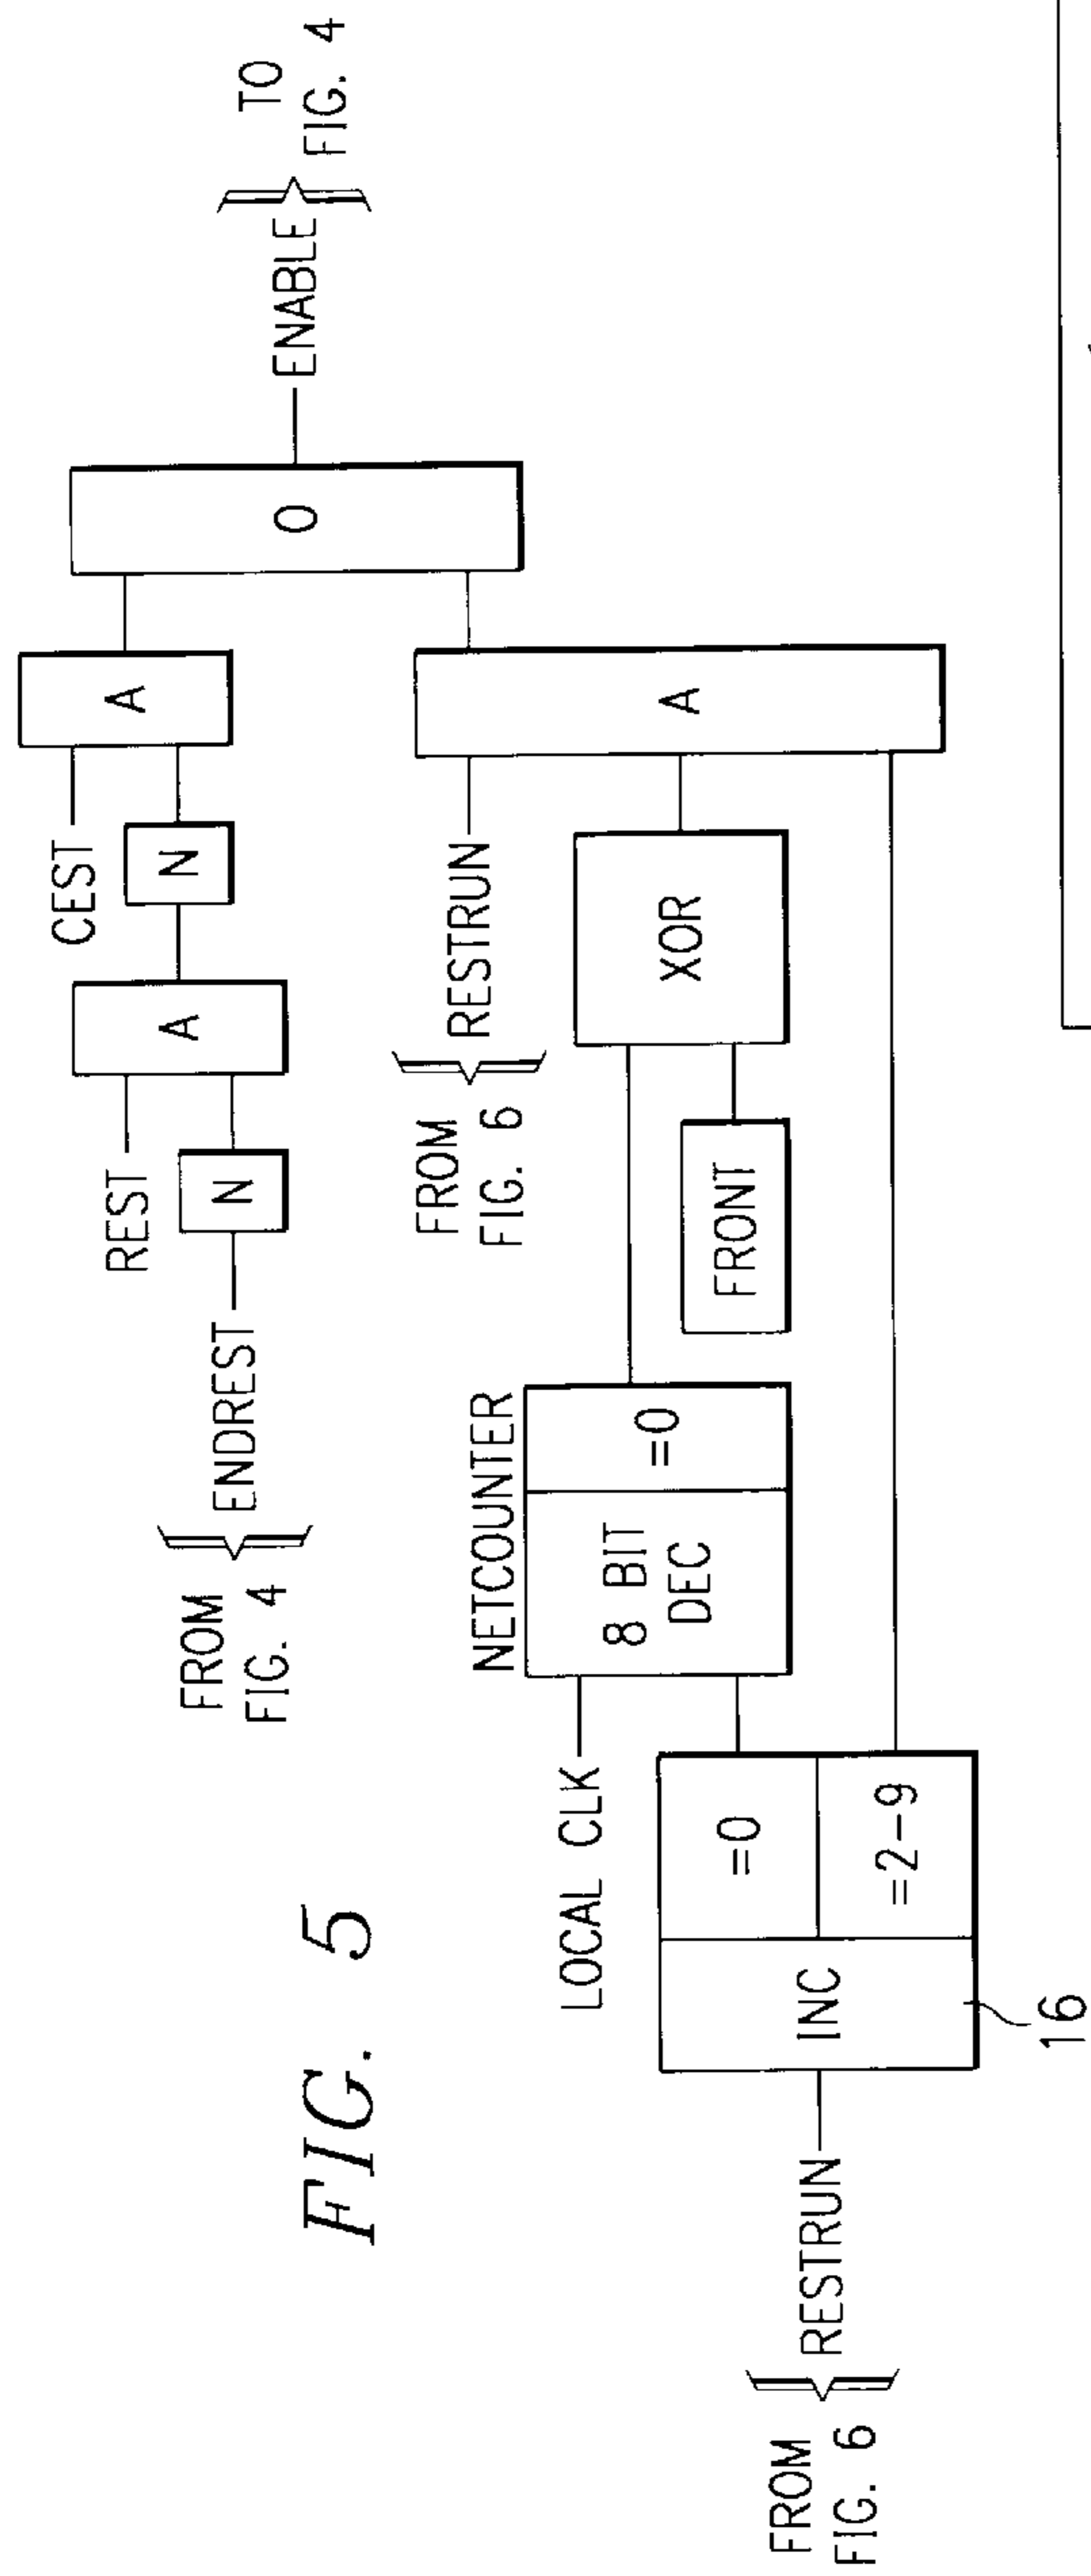 FIG. 5
FROM
FIG. 4
ENDREST
REST
N
A
CEST
N
A
O
ENABLE
TO
FIG. 4
FROM
FIG. 6
RESTRUN
A
NETCOUNTER
LOCAL CLK
8 BIT
DEC
=0
FRONT
XOR
FROM
FIG. 6
RESTRUN
INC
=0
=2-9
16